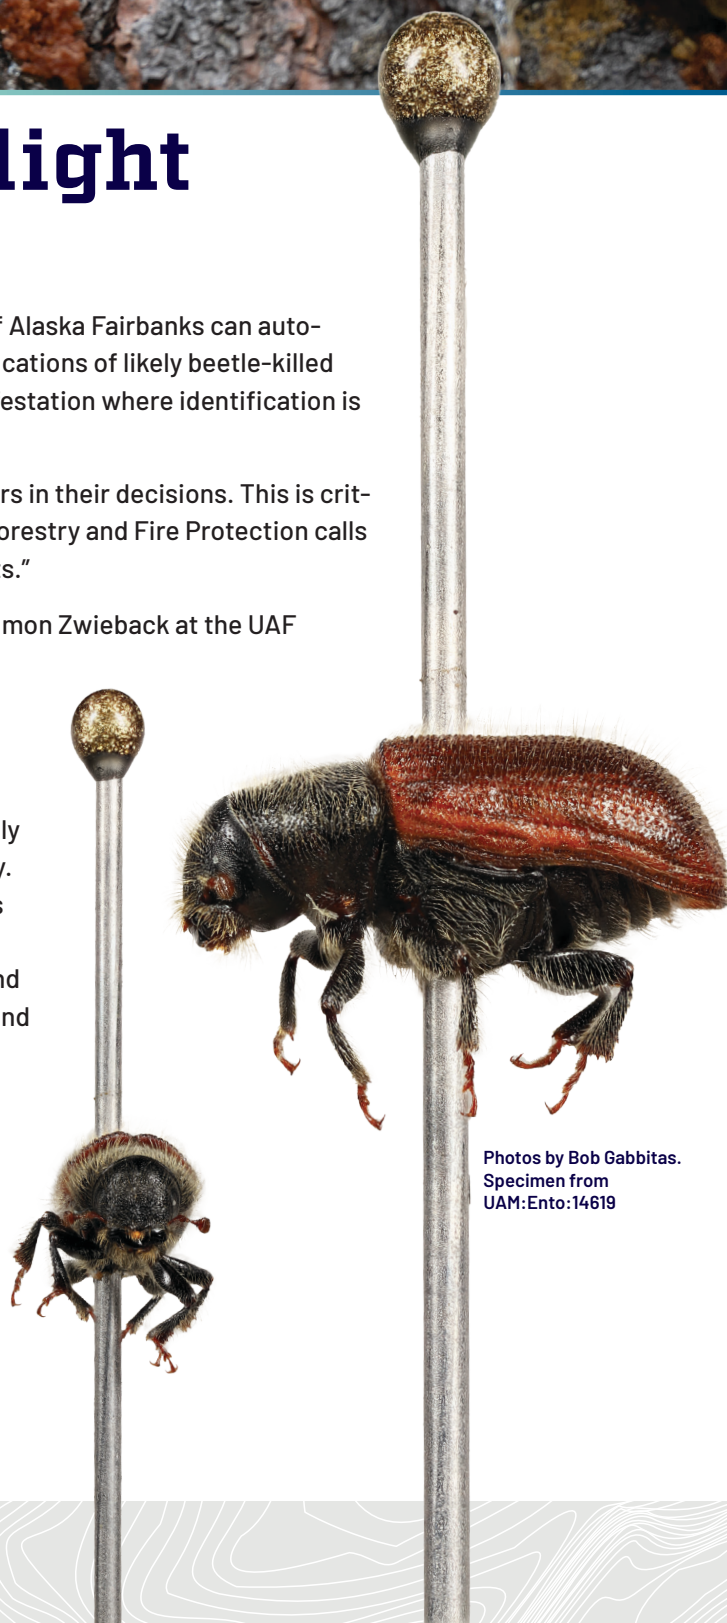 light
f Alaska Fairbanks can auto-
cations of likely beetle-killed
estation where identification is
rs in their decisions. This is crit-
orestry and Fire Protection calls
s.”
mon Zwieback at the UAF
ly
y.
s
nd
nd
Photos by Bob Gabbitas.
Specimen from
UAM:Ento:14619